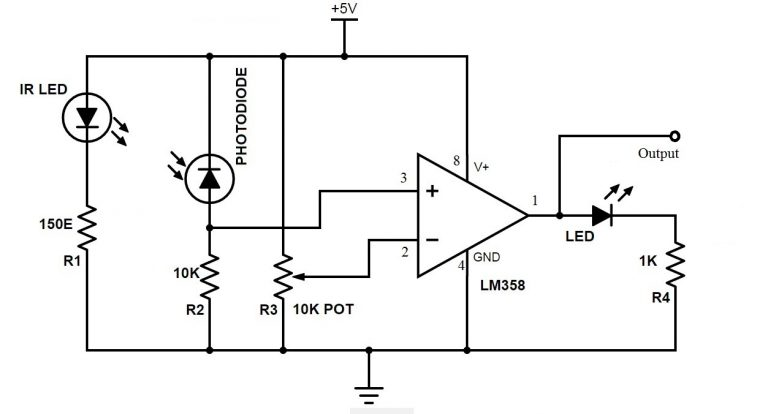 +5V
IR LED
PHOTODIODE
8
V+
Output
3
+
1
150E
−
2
LED
R1
GND
10K
4
1K
LM358
R2
R3
10K POT
R4